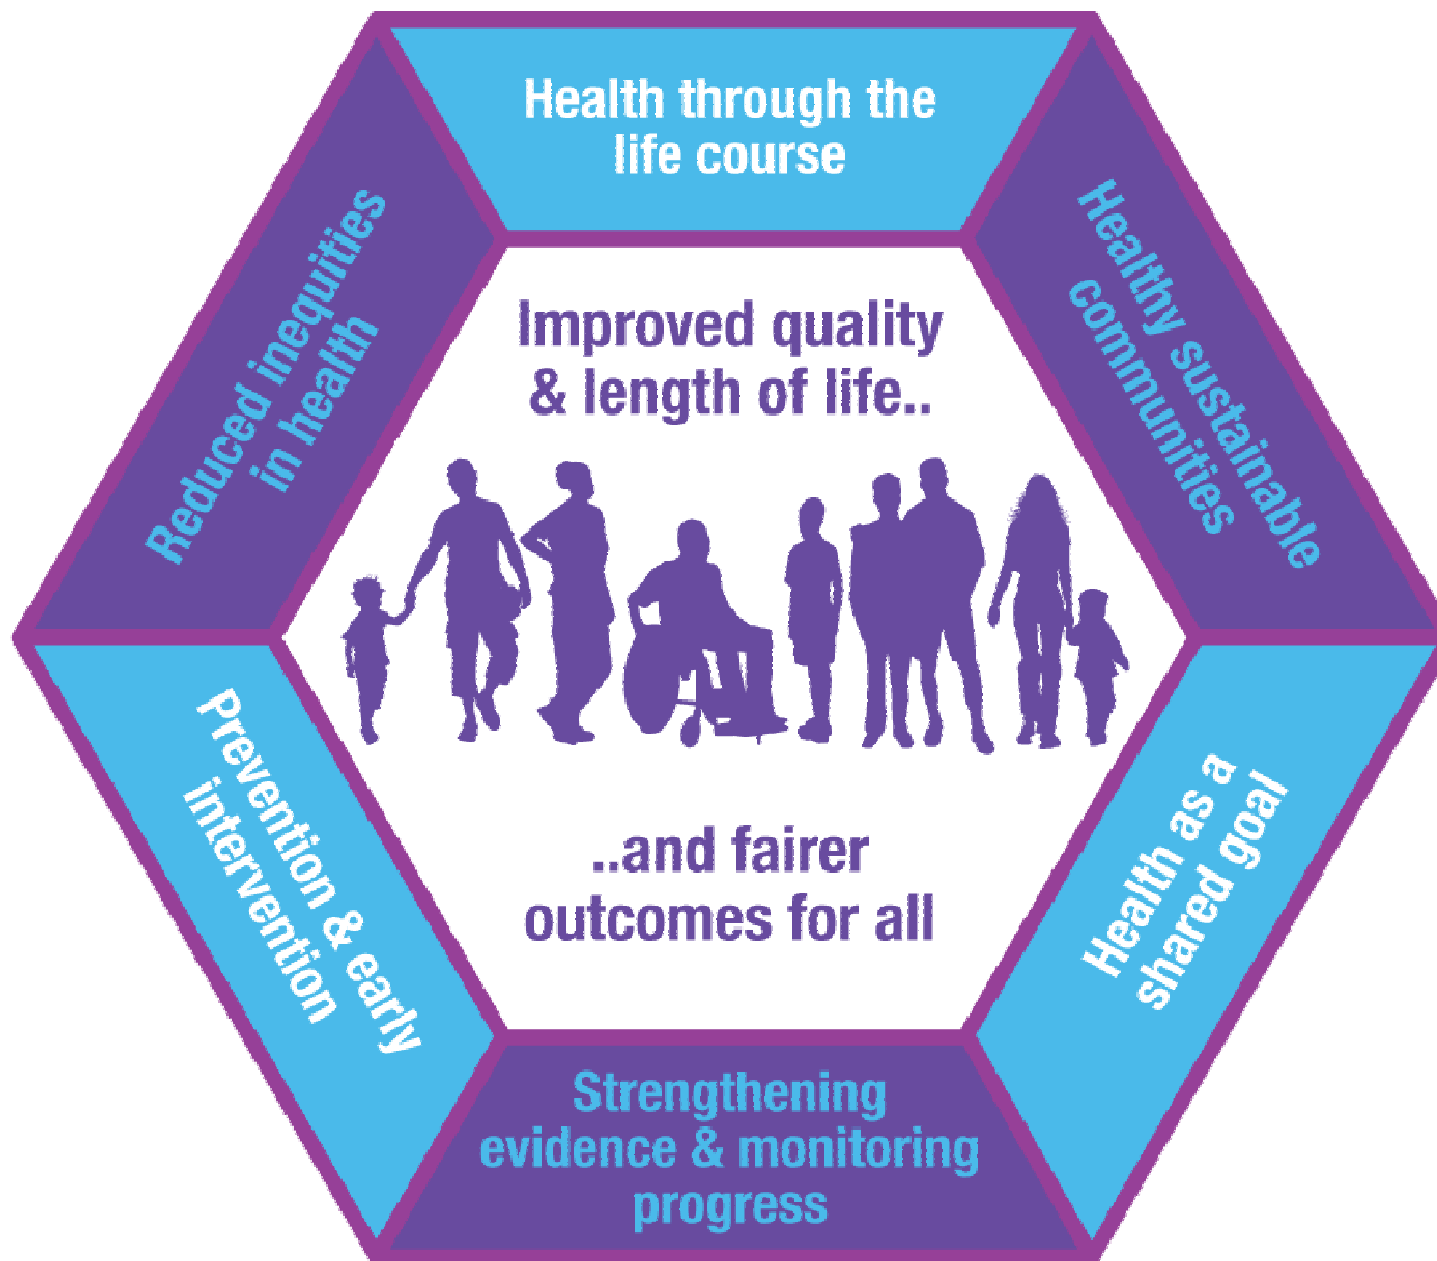 Health through the
life course
Healthy sustainable
communities
Health as a
shared goal
Strengthening
evidence & monitoring
progress
Prevention & early
intervention
Reduced inequities
in health
Improved quality
& length of life..
..and fairer
outcomes for all